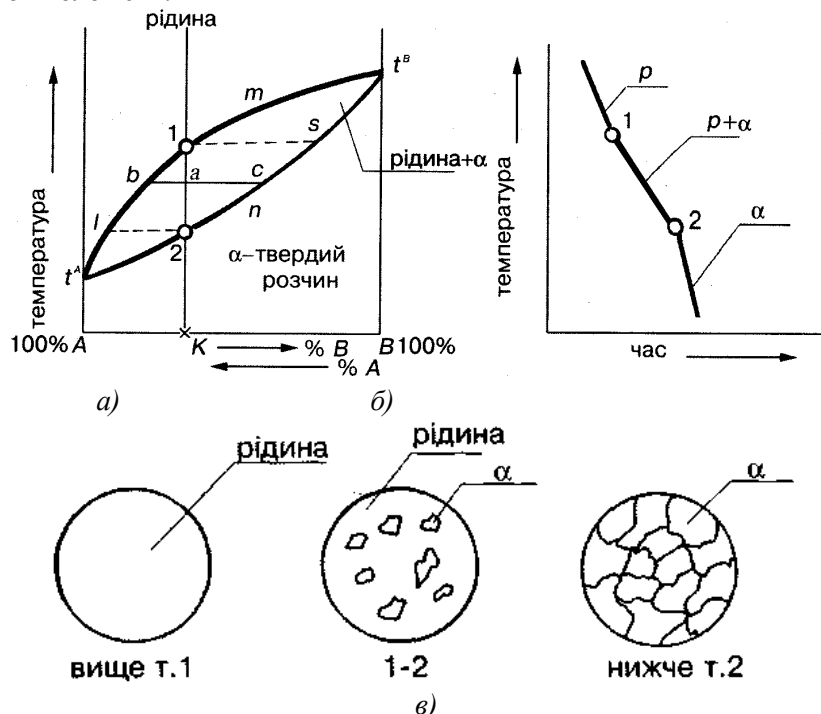 рідина
t^B
m
p
1
s
1
p+α
b
a
c
рідина+α
температура
температура
l
n
2
2
α
α–твердий
розчин
t^A
100% A
K
% B
B 100%
час
% A
а)
б)
рідина
рідина
α
α
вище т.1
1-2
нижче т.2
в)